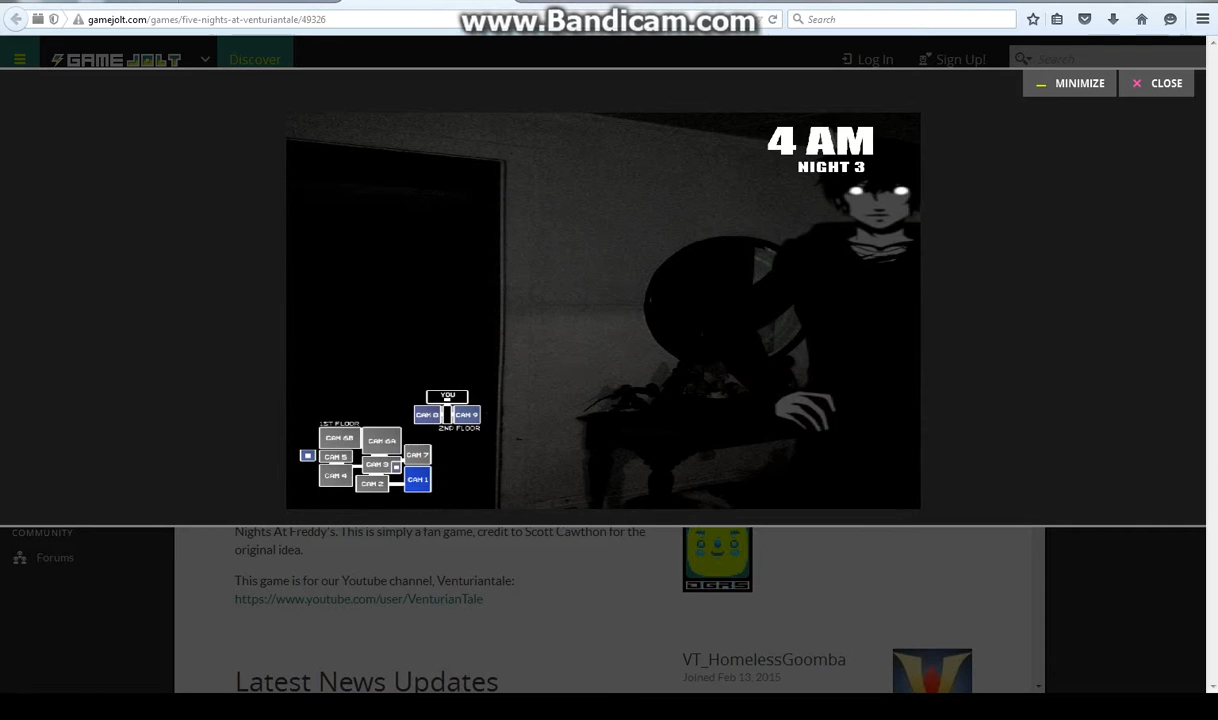 gamejolt.com/games/five-nights-at-venturiantale/49326
www.Bandicam.com
Search
GAME JOLT
Discover
Log In
Sign Up!
Search
MINIMIZE
CLOSE
4 AM
NIGHT 3
YOU
CAM 8
CAM 9
2ND FLOOR
1ST FLOOR
CAM 6B
CAM 6A
CAM 5
CAM 3
CAM 7
CAM 4
CAM 2
CAM 1
COMMUNITY
Forums
Nights At Freddy's. This is simply a fan game, credit to Scott Cawthon for the
original idea.
This game is for our Youtube channel, Venturiantale:
https://www.youtube.com/user/VenturianTale
Latest News Updates
VT_HomelessGoomba
Joined Feb 13, 2015